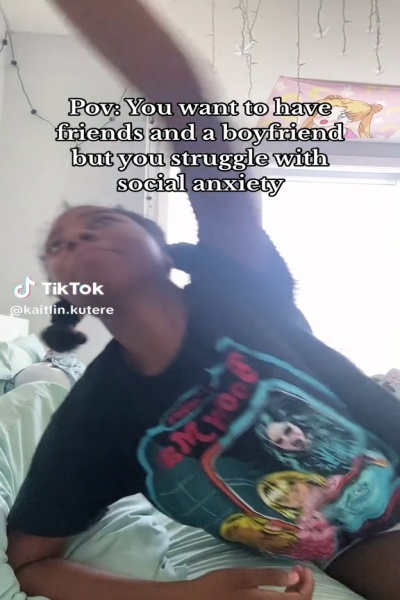 Pov: You want to have
friends and a boyfriend
but you struggle with
social anxiety
TikTok
@kaitlin.kutere